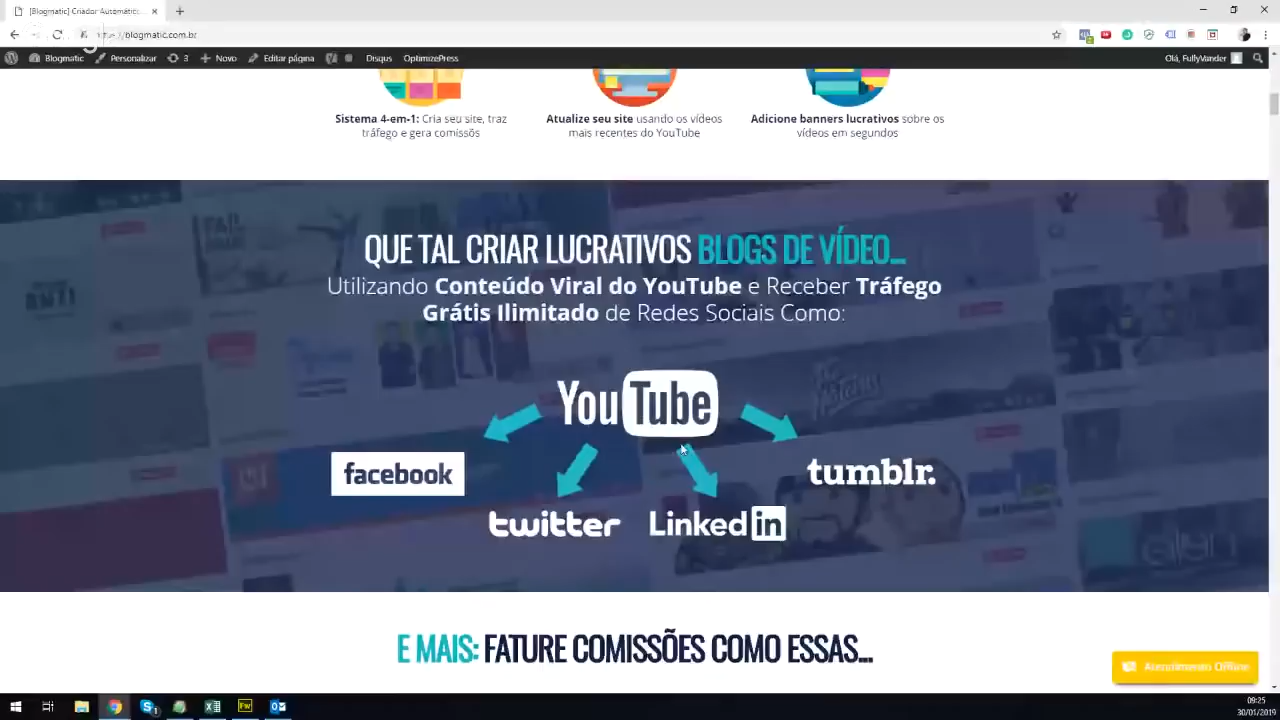 [Blogmatic] Criador Automátic...
blogmatic.com.br
Blogmatic
Personalizar
3
Novo
Editar página
Disqus
OptimizePress
Olá, FullyVander
Sistema 4-em-1: Cria seu site, traz
tráfego e gera comissõs
Atualize seu site usando os vídeos
mais recentes do YouTube
Adicione banners lucrativos sobre os
vídeos em segundos
QUE TAL CRIAR LUCRATIVOS BLOGS DE VÍDEO...
Utilizando Conteúdo Viral do YouTube e Receber Tráfego
Grátis Ilimitado de Redes Sociais Como:
YouTube
facebook
tumblr.
twitter
Linked in
E MAIS: FATURE COMISSÕES COMO ESSAS...
Atendimento Offline
09:25
30/01/2019